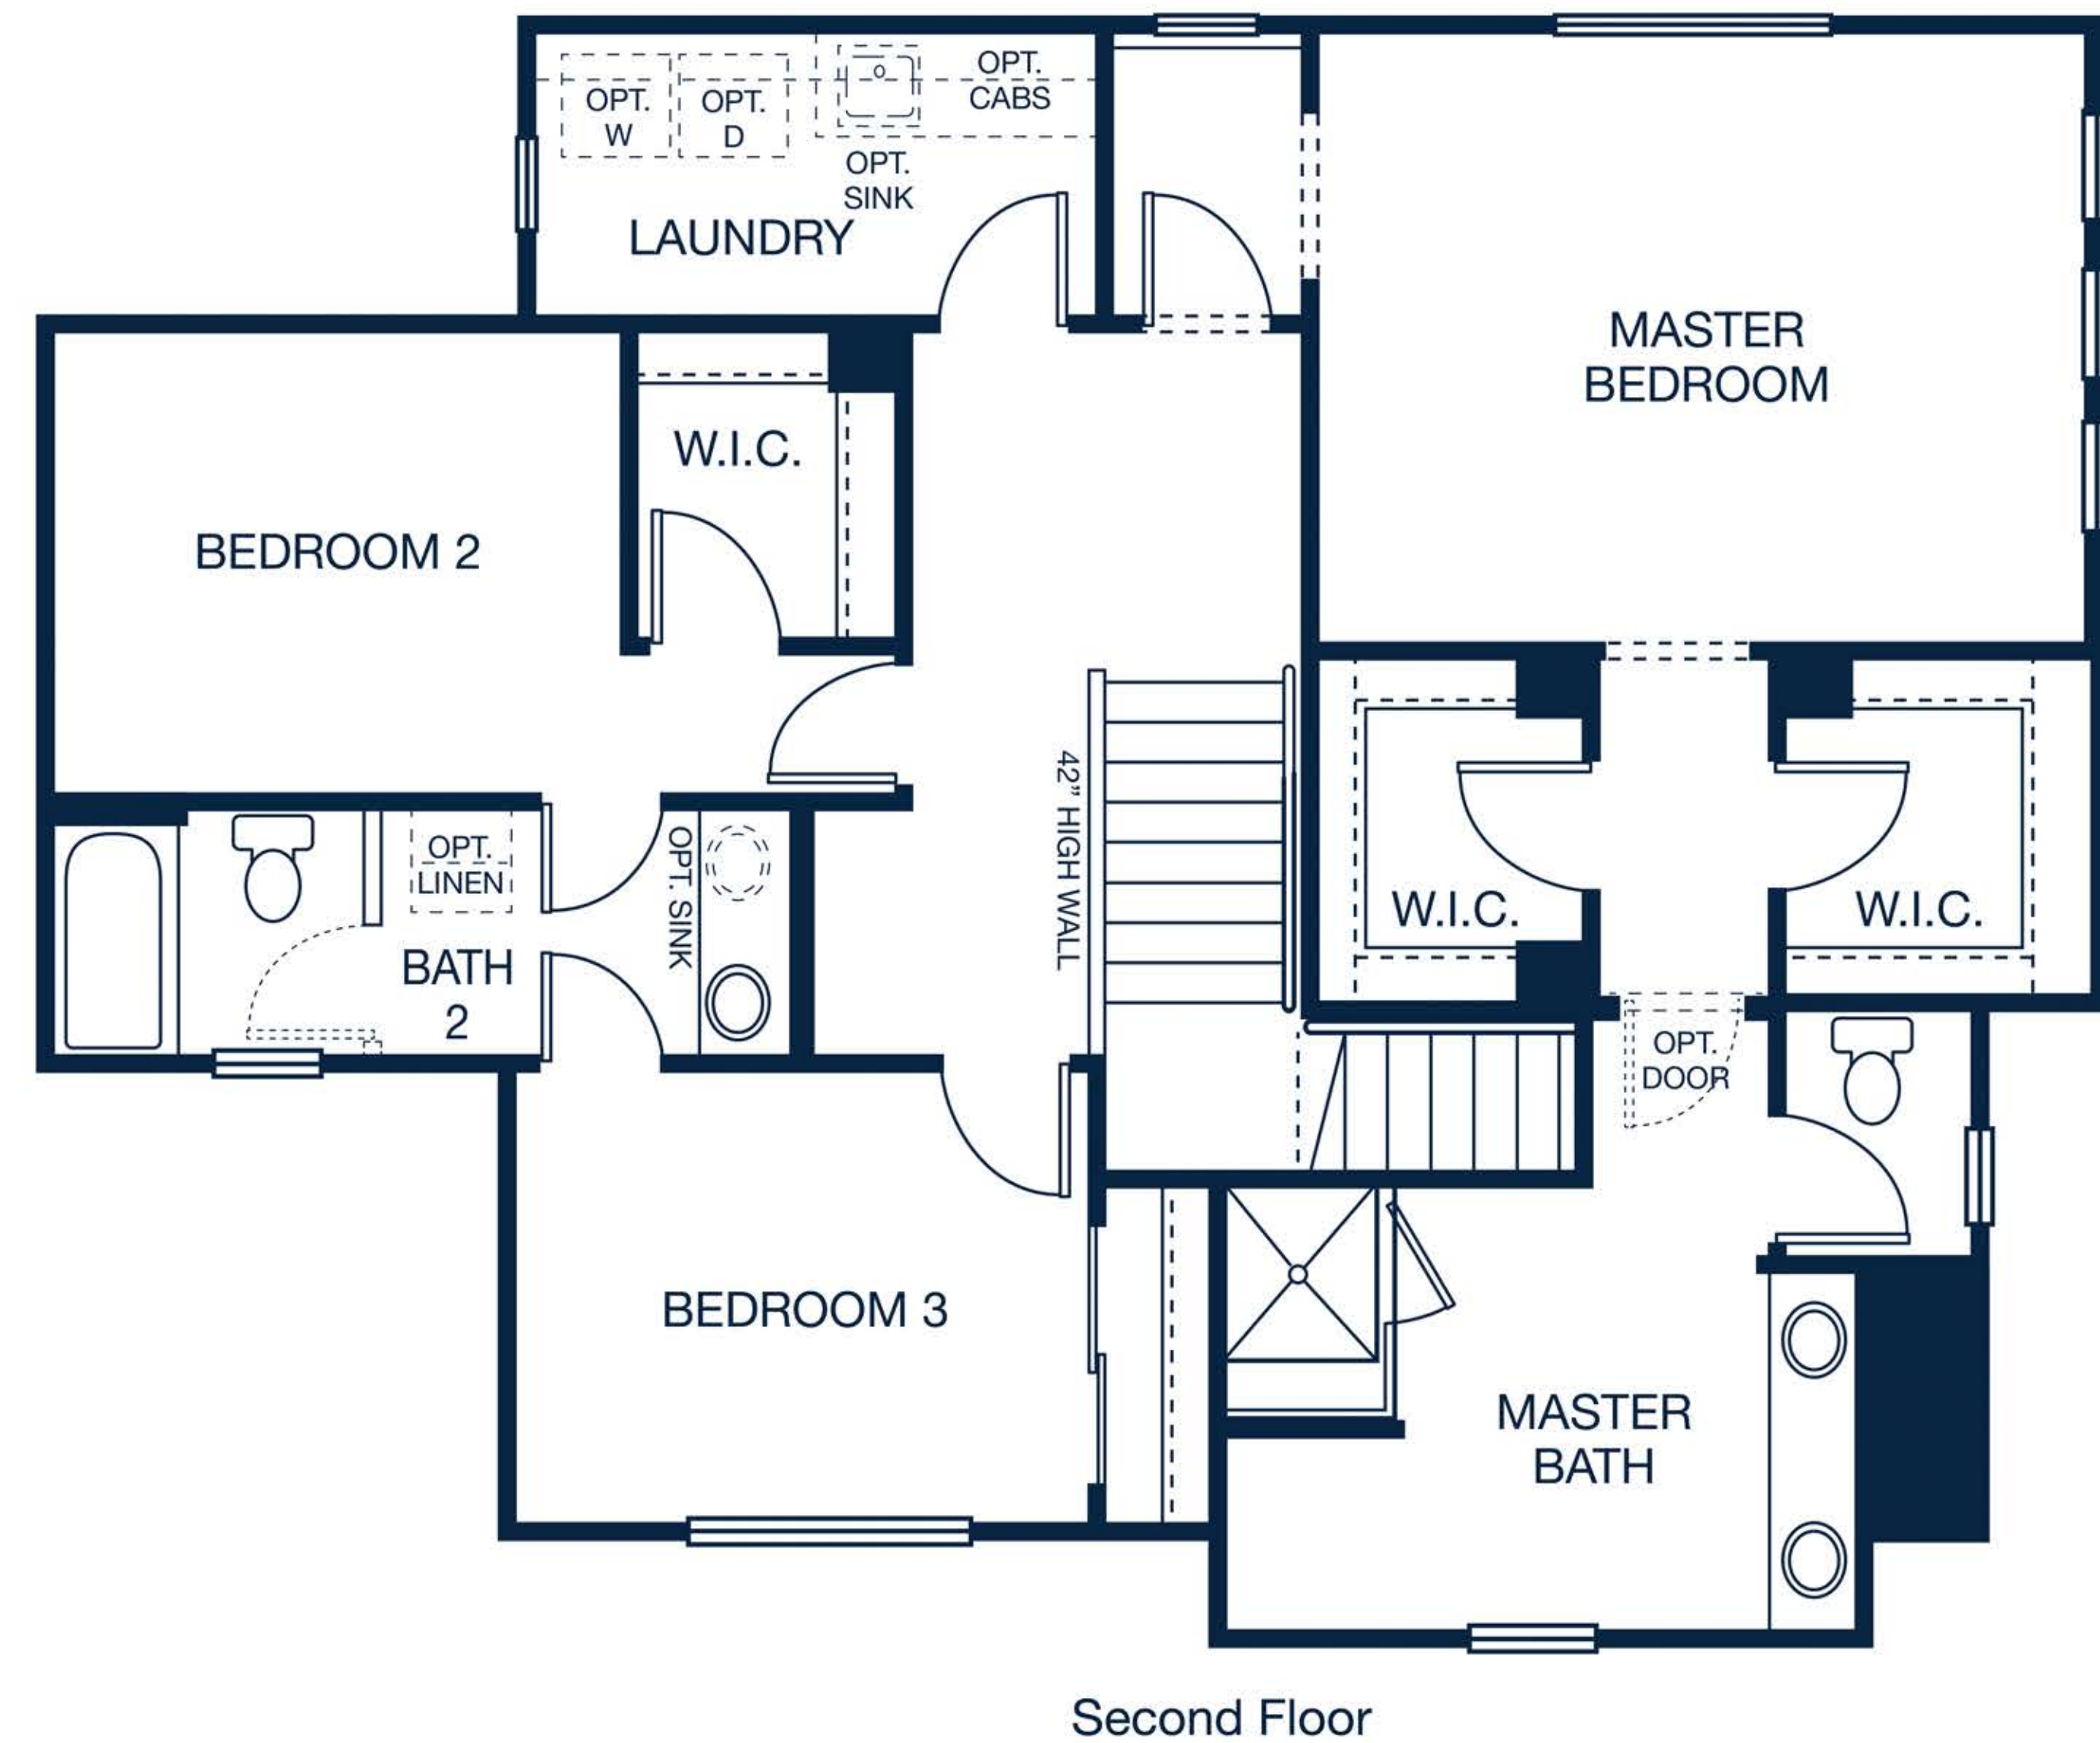 OPT.
W
OPT.
D
OPT.
CABS
OPT.
SINK
LAUNDRY
MASTER
BEDROOM
W.I.C.
BEDROOM 2
42” HIGH WALL
OPT.
LINEN
OPT. SINK
BATH
2
W.I.C.
W.I.C.
OPT.
DOOR
BEDROOM 3
MASTER
BATH
Second Floor